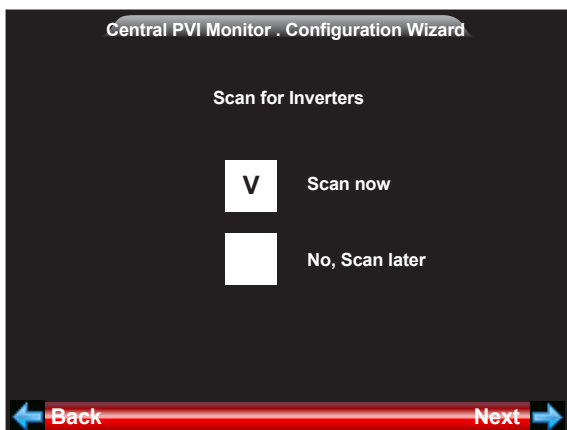 Central PVI Monitor . Configuration Wizard
Scan for Inverters
V Scan now
No, Scan later
Back Next